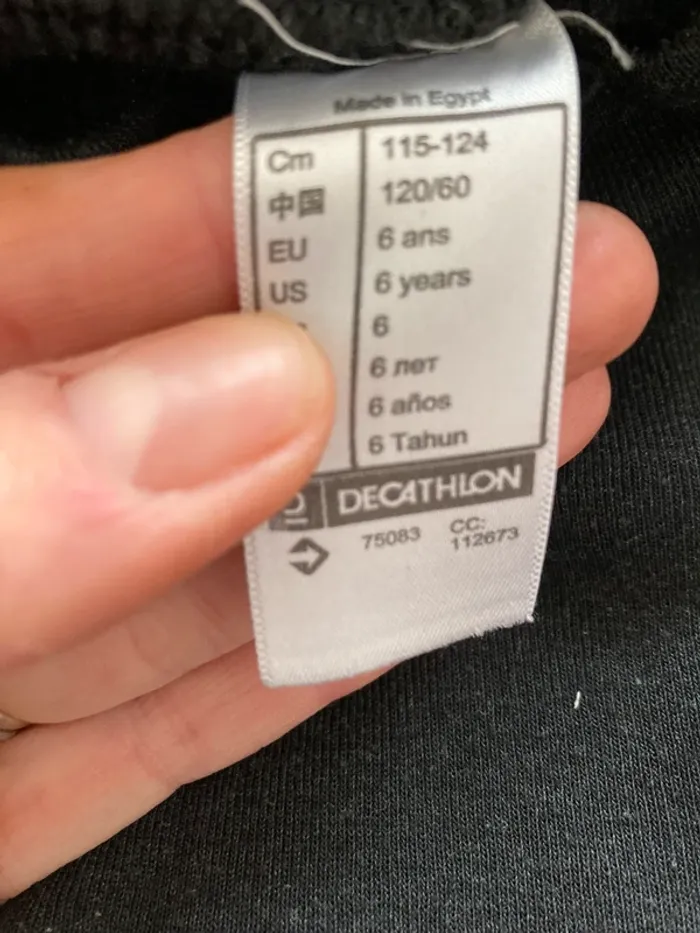 Made in Egypt
Cm 115-124
中国 120/60
EU 6 ans
US 6 years
6
6 лет
6 años
6 Tahun
DECATHLON
75083 CC:
112673